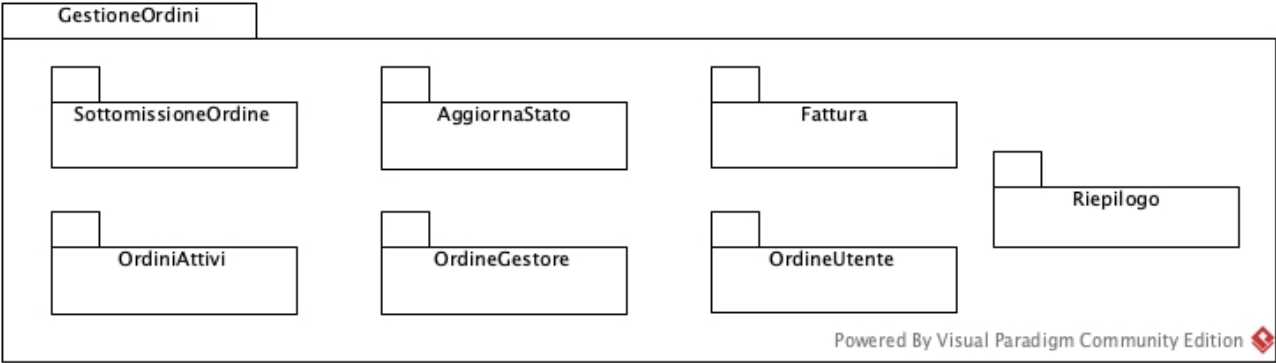 GestioneOrdini
SottomissioneOrdine
AggiornaStato
Fattura
Riepilogo
OrdiniAttivi
OrdineGestore
OrdineUtente
Powered By Visual Paradigm Community Edition